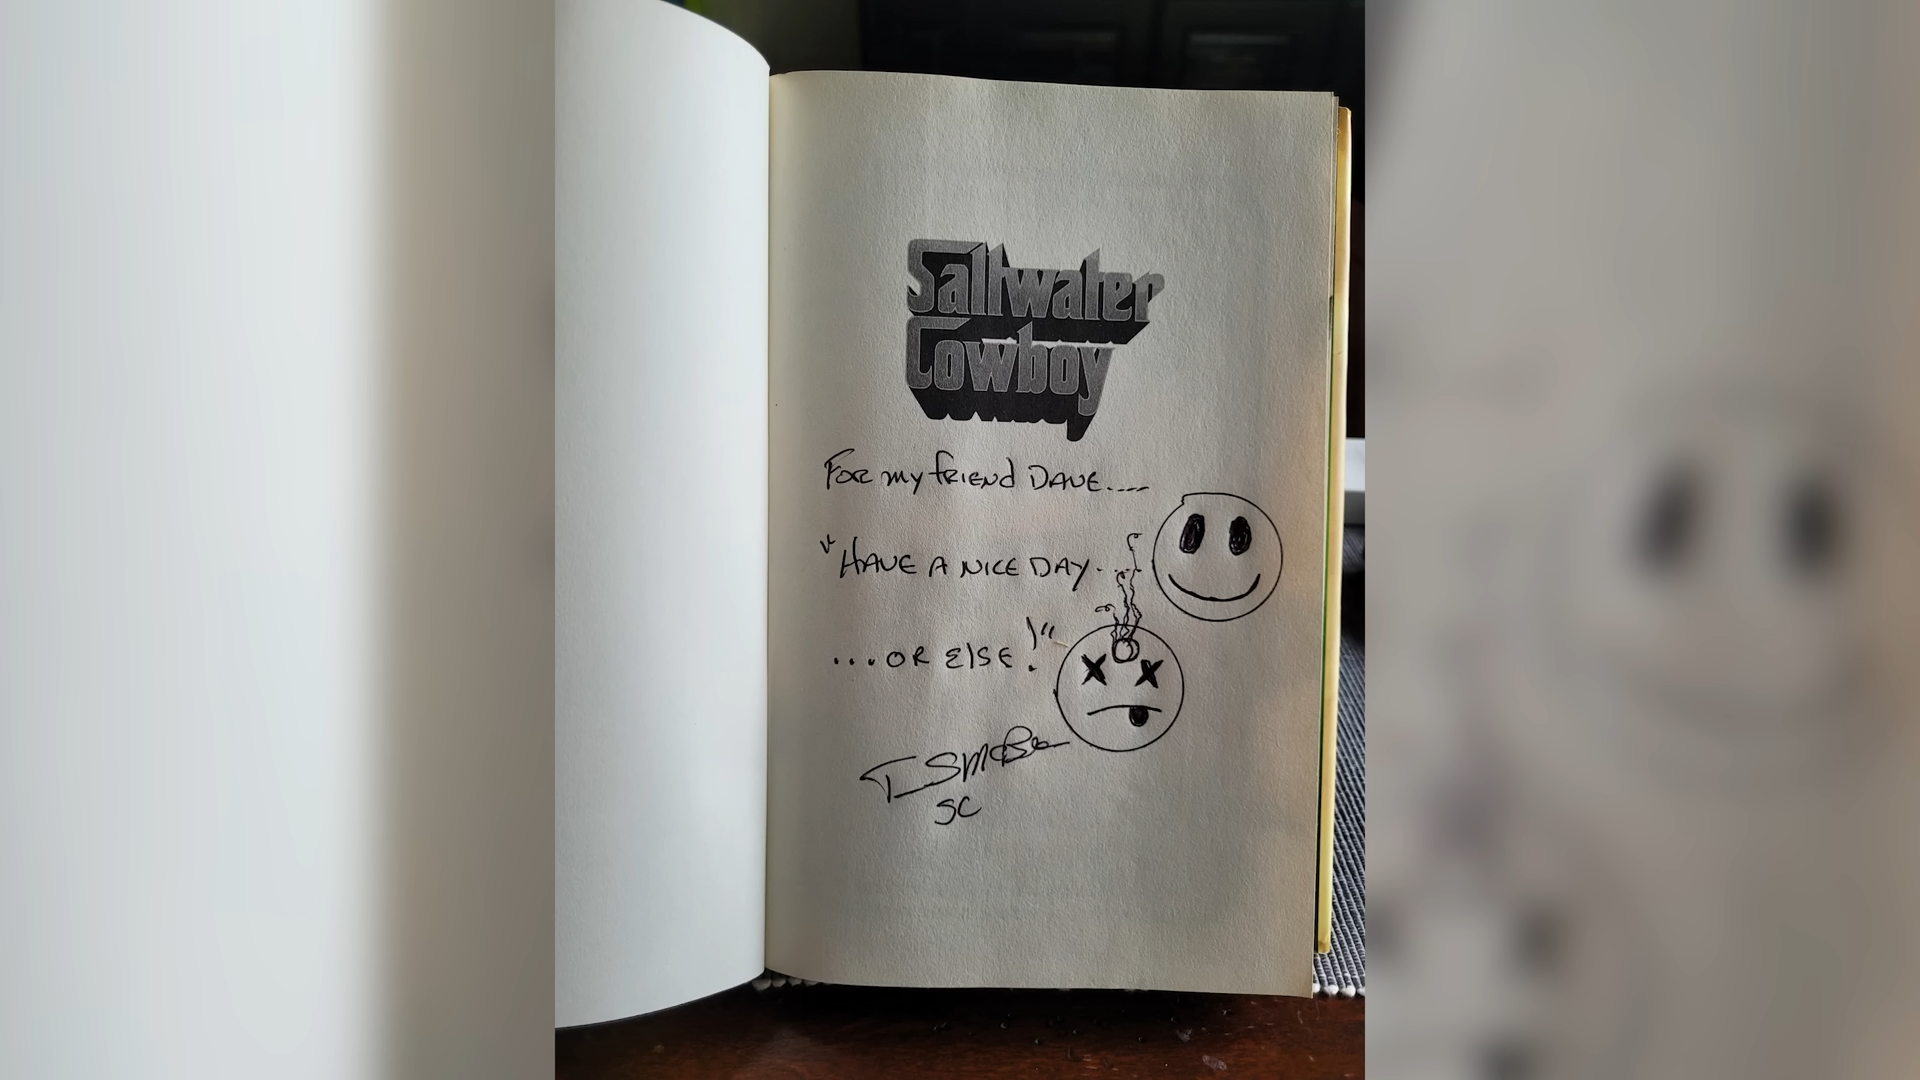 Saltwater
Cowboy
FOR my FRIEND DAVE....
"HAVE A NICE DAY...
...OR ELSE!"
SC